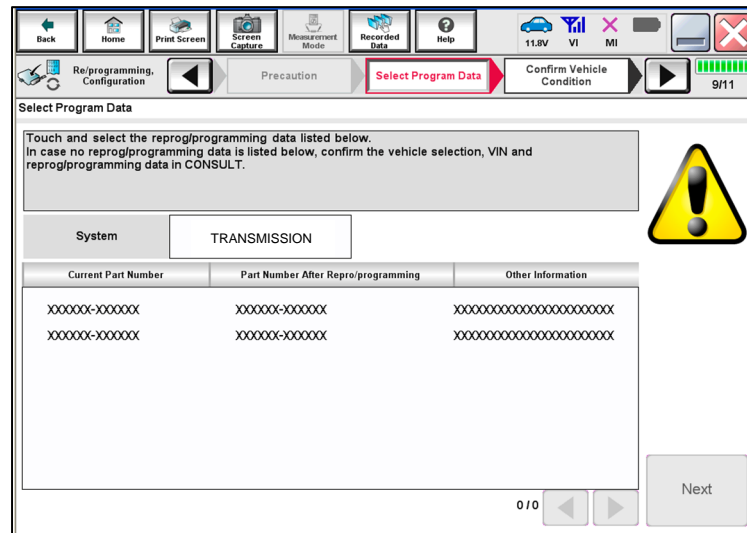 Back
Home
Print Screen
Screen
Capture
Measurement
Mode
Recorded
Data
Help
11.8V
VI
MI
Re/programming,
Configuration
Precaution
Select Program Data
Confirm Vehicle
Condition
9/11
Select Program Data
Touch and select the reprog/programming data listed below.
In case no reprog/programming data is listed below, confirm the vehicle selection, VIN and
reprog/programming data in CONSULT.
System
TRANSMISSION
Current Part Number
Part Number After Repro/programming
Other Information
XXXXXX-XXXXXX XXXXXX-XXXXXX XXXXXXXXXXXXXXXXXXXXXXX
XXXXXX-XXXXXX XXXXXX-XXXXXX XXXXXXXXXXXXXXXXXXXXXXX
Next
0/0